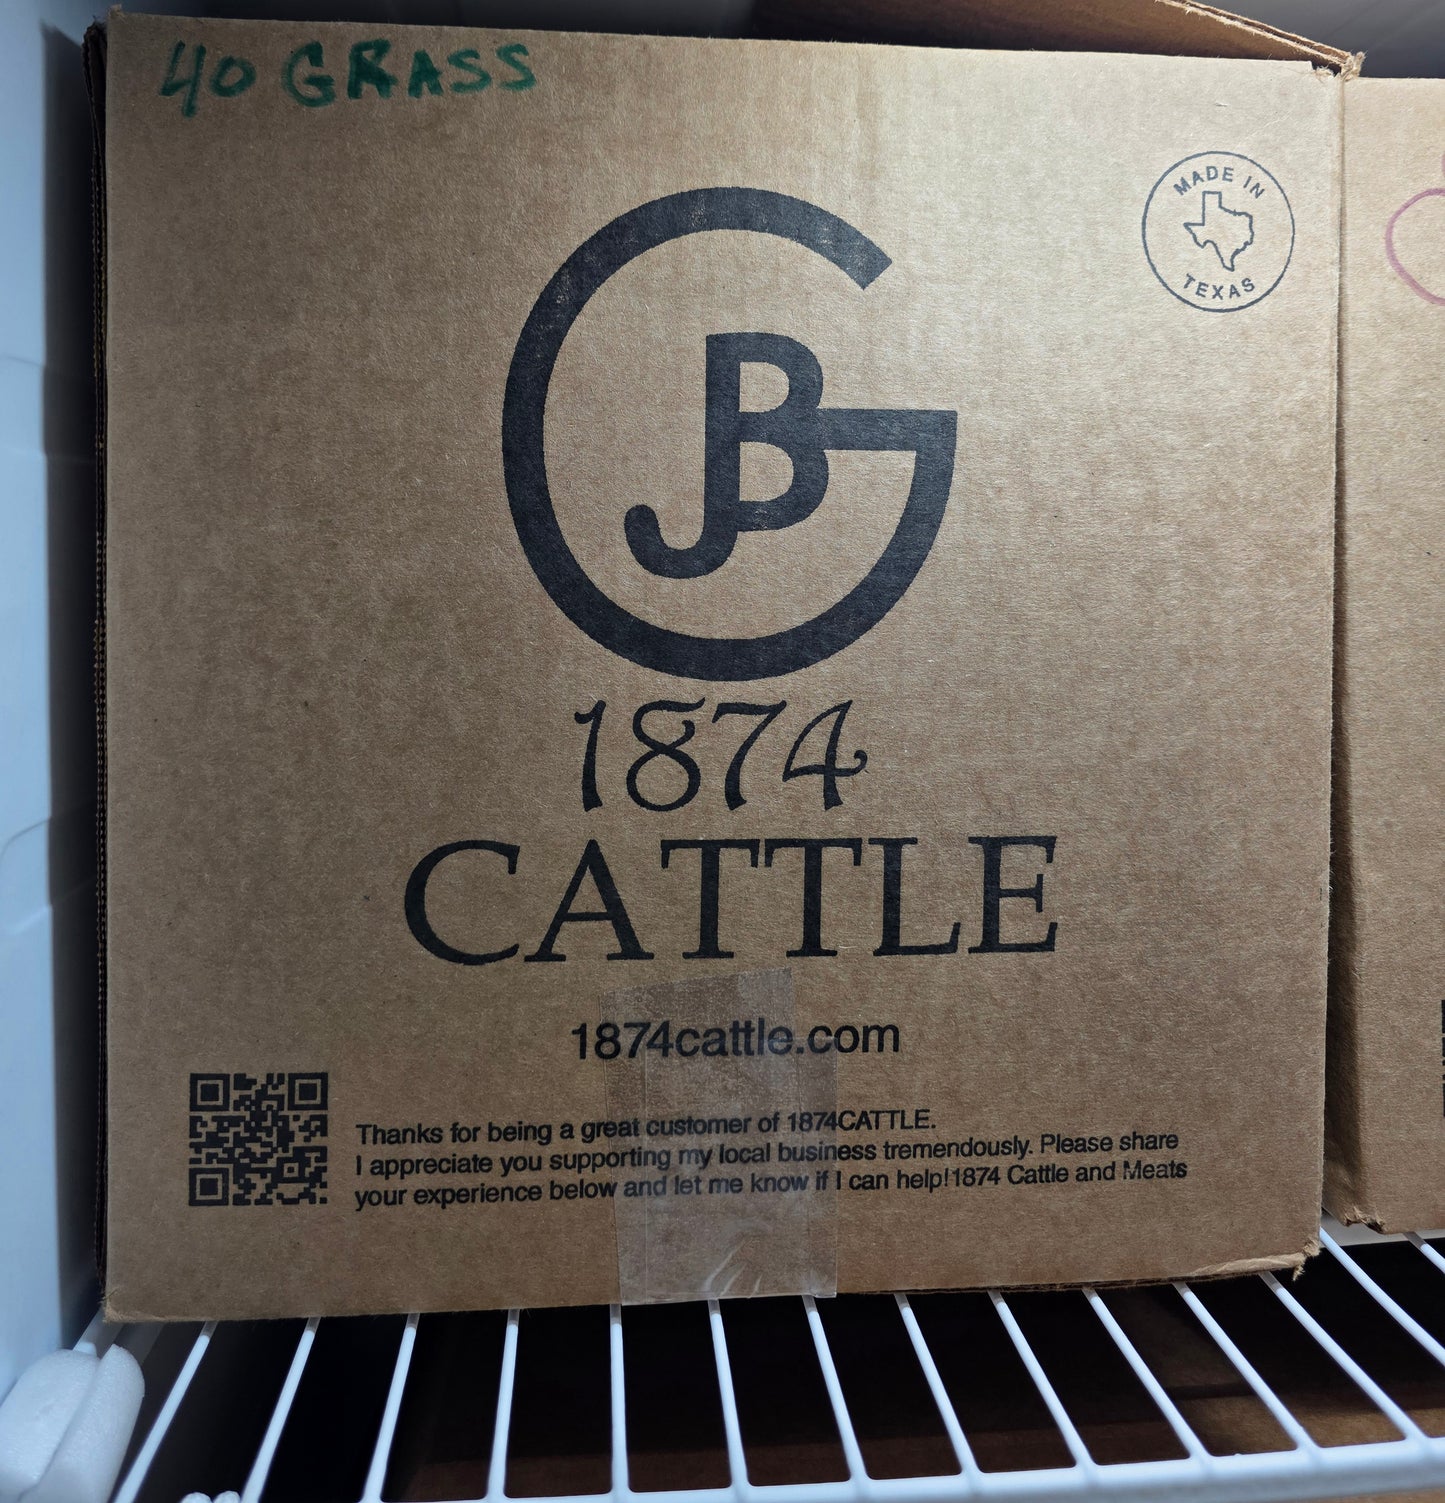 40 GRASS
MADE IN
TEXAS
JBG
1874
CATTLE
1874cattle.com
Thanks for being a great customer of 1874CATTLE.
I appreciate you supporting my local business tremendously. Please share
your experience below and let me know if I can help!1874 Cattle and Meats